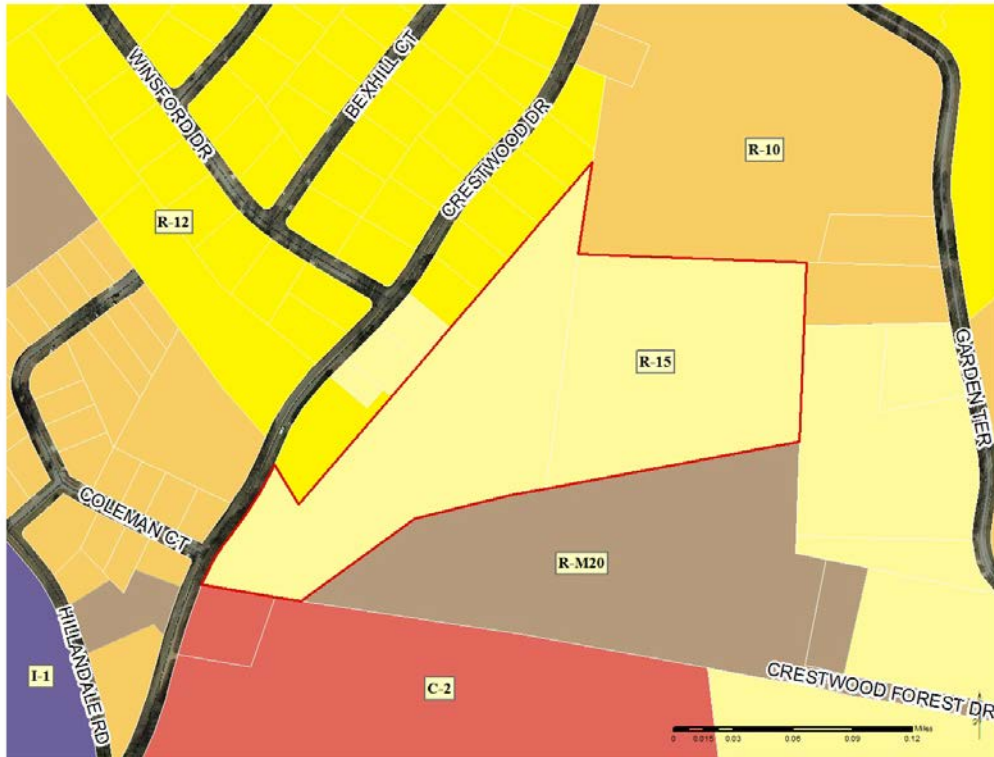 WINSFORD DR
BEXHILL CT
CRESTWOOD DR
R-10
R-12
R-15
GARDEN TER
COLEMAN CT
R-M20
HILLANDALE RD
I-1
C-2
CRESTWOOD FOREST DR
Miles
0 0.015 0.03 0.06 0.09 0.12